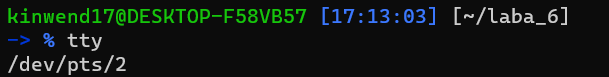 kinwend17@DESKTOP-F58VB57 [17:13:03] [~/laba_6]
-> % tty
/dev/pts/2